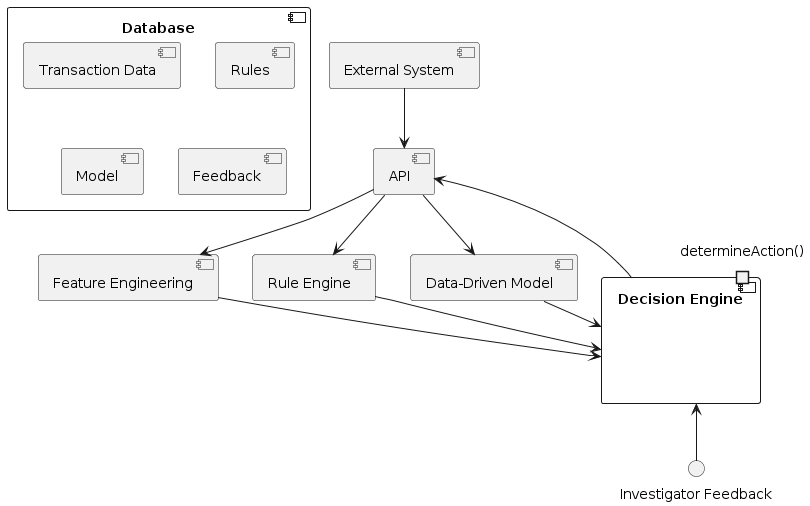 Database
Transaction Data
Rules
External System
Model
Feedback
API
determineAction()
Feature Engineering
Rule Engine
Data-Driven Model
Decision Engine
Investigator Feedback